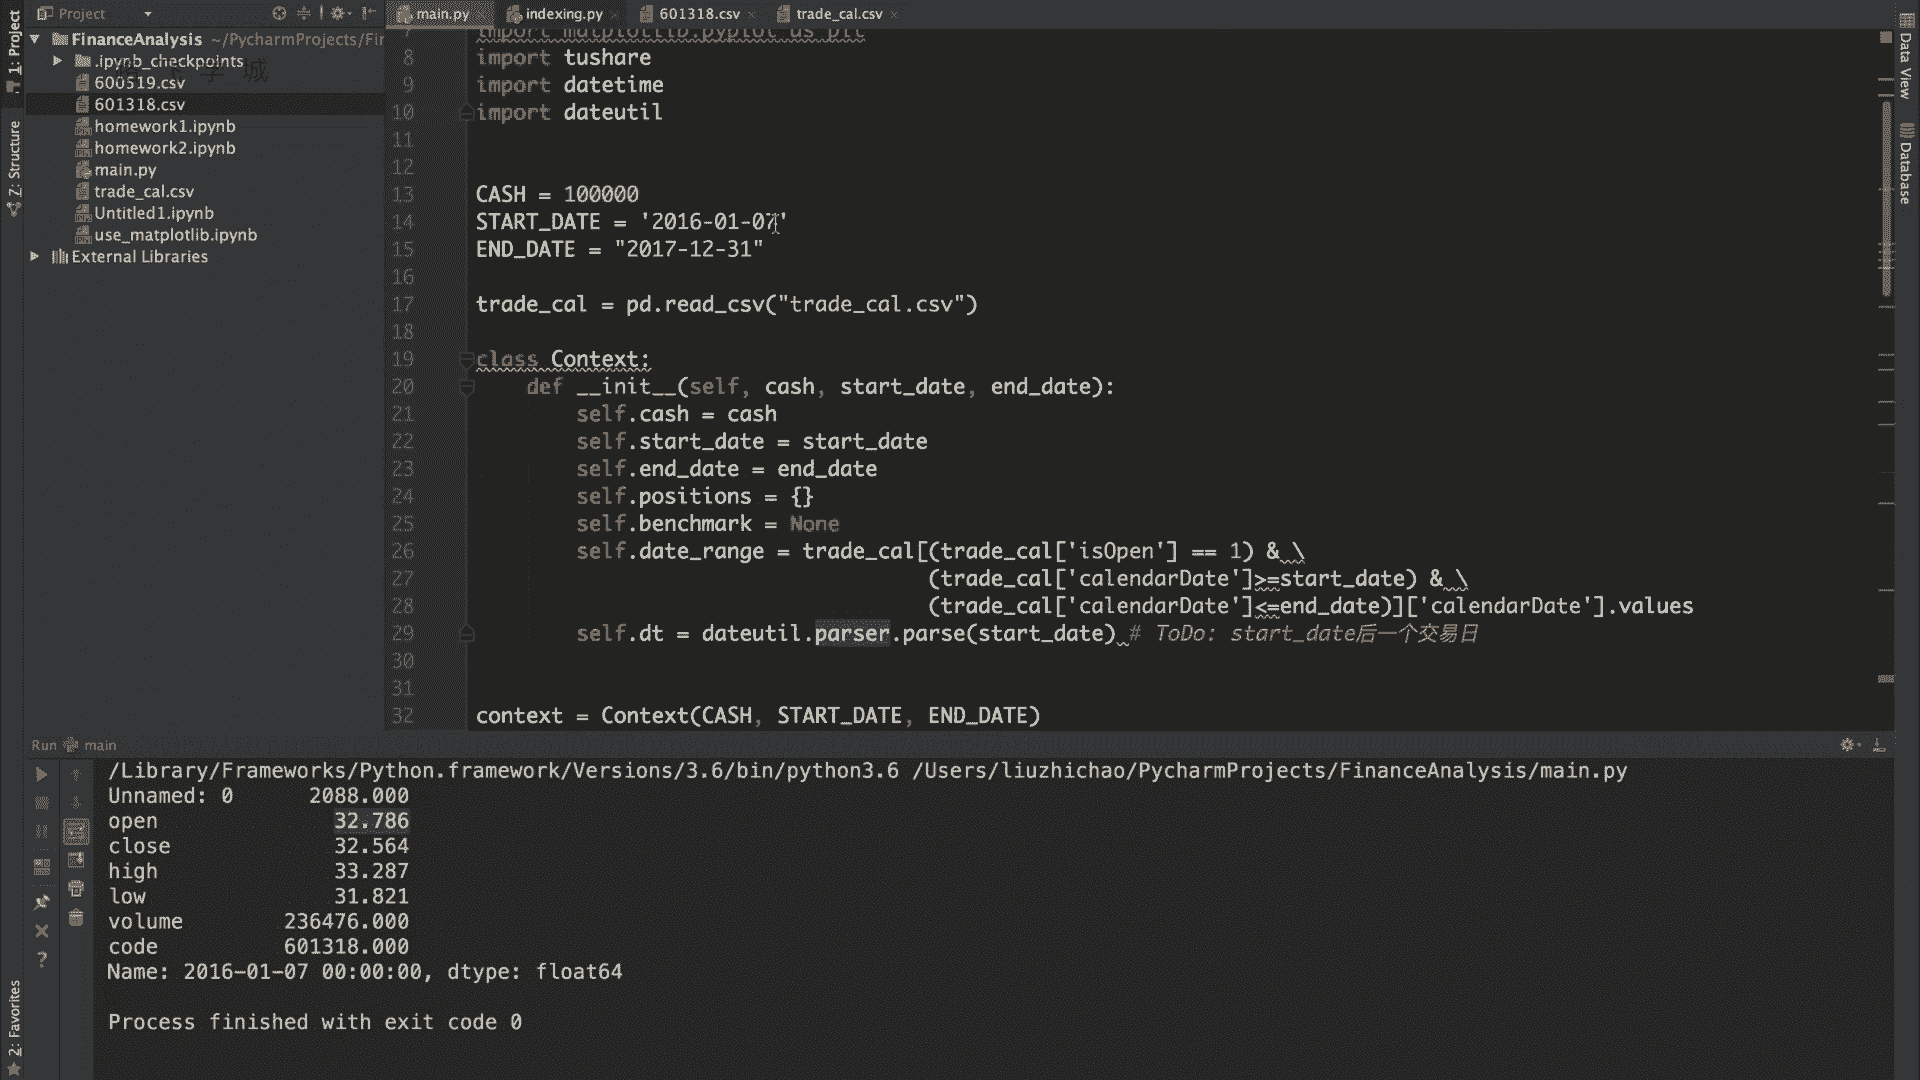 Project
FinanceAnalysis ~/PycharmProjects/Fir
.ipynb_checkpoints
600519.csv
601318.csv
homework1.ipynb
homework2.ipynb
main.py
trade_cal.csv
Untitled1.ipynb
use_matplotlib.ipynb
External Libraries
1: Project
Z: Structure
2: Favorites
main.py
indexing.py
601318.csv
trade_cal.csv
7 import matplotlib.pyplot as plt
8 import tushare
9 import datetime
10 import dateutil
11
12
13 CASH = 100000
14 START_DATE = '2016-01-07'
15 END_DATE = "2017-12-31"
16
17 trade_cal = pd.read_csv("trade_cal.csv")
18
19 class Context:
20 def __init__(self, cash, start_date, end_date):
21 self.cash = cash
22 self.start_date = start_date
23 self.end_date = end_date
24 self.positions = {}
25 self.benchmark = None
26 self.date_range = trade_cal[(trade_cal['isOpen'] == 1) & \
27 (trade_cal['calendarDate']>=start_date) & \
28 (trade_cal['calendarDate']<=end_date)]['calendarDate'].values
29 self.dt = dateutil.parser.parse(start_date) # ToDo: start_date后一个交易日
30
31
32 context = Context(CASH, START_DATE, END_DATE)
Data View
Database
Run main
/Library/Frameworks/Python.framework/Versions/3.6/bin/python3.6 /Users/liuzhichao/PycharmProjects/FinanceAnalysis/main.py
Unnamed: 0 2088.000
open 32.786
close 32.564
high 33.287
low 31.821
volume 236476.000
code 601318.000
Name: 2016-01-07 00:00:00, dtype: float64
Process finished with exit code 0